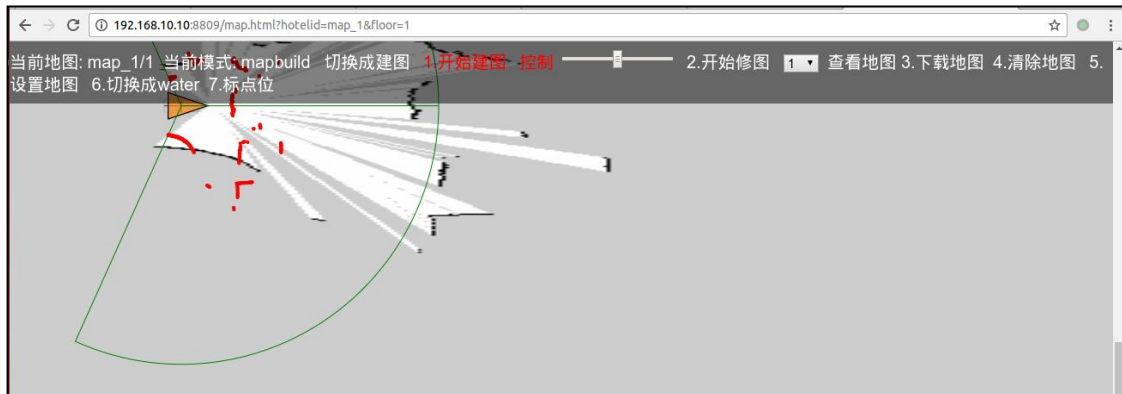 192.168.10.10:8809/map.html?hotelid=map_1&floor=1
当前地图: map_1/1 当前模式: mapbuild 切换成建图 1.开始建图 控制 2.开始修图 1 查看地图 3.下载地图 4.清除地图 5.
设置地图 6.切换成water 7.标点位